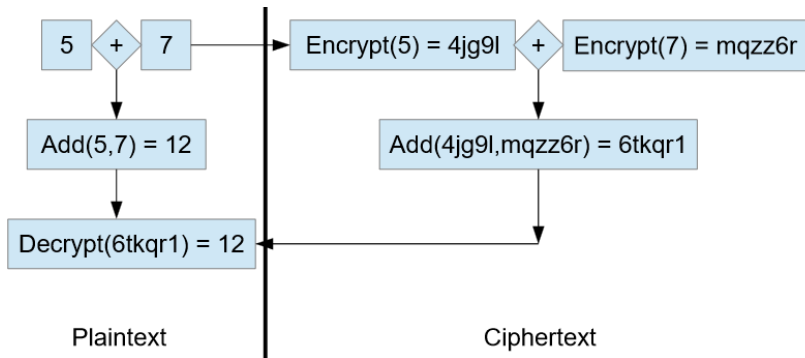 5 + 7
Encrypt(5) = 4jg9l + Encrypt(7) = mqzz6r
Add(5,7) = 12
Add(4jg9l,mqzz6r) = 6tkqr1
Decrypt(6tkqr1) = 12
Plaintext
Ciphertext